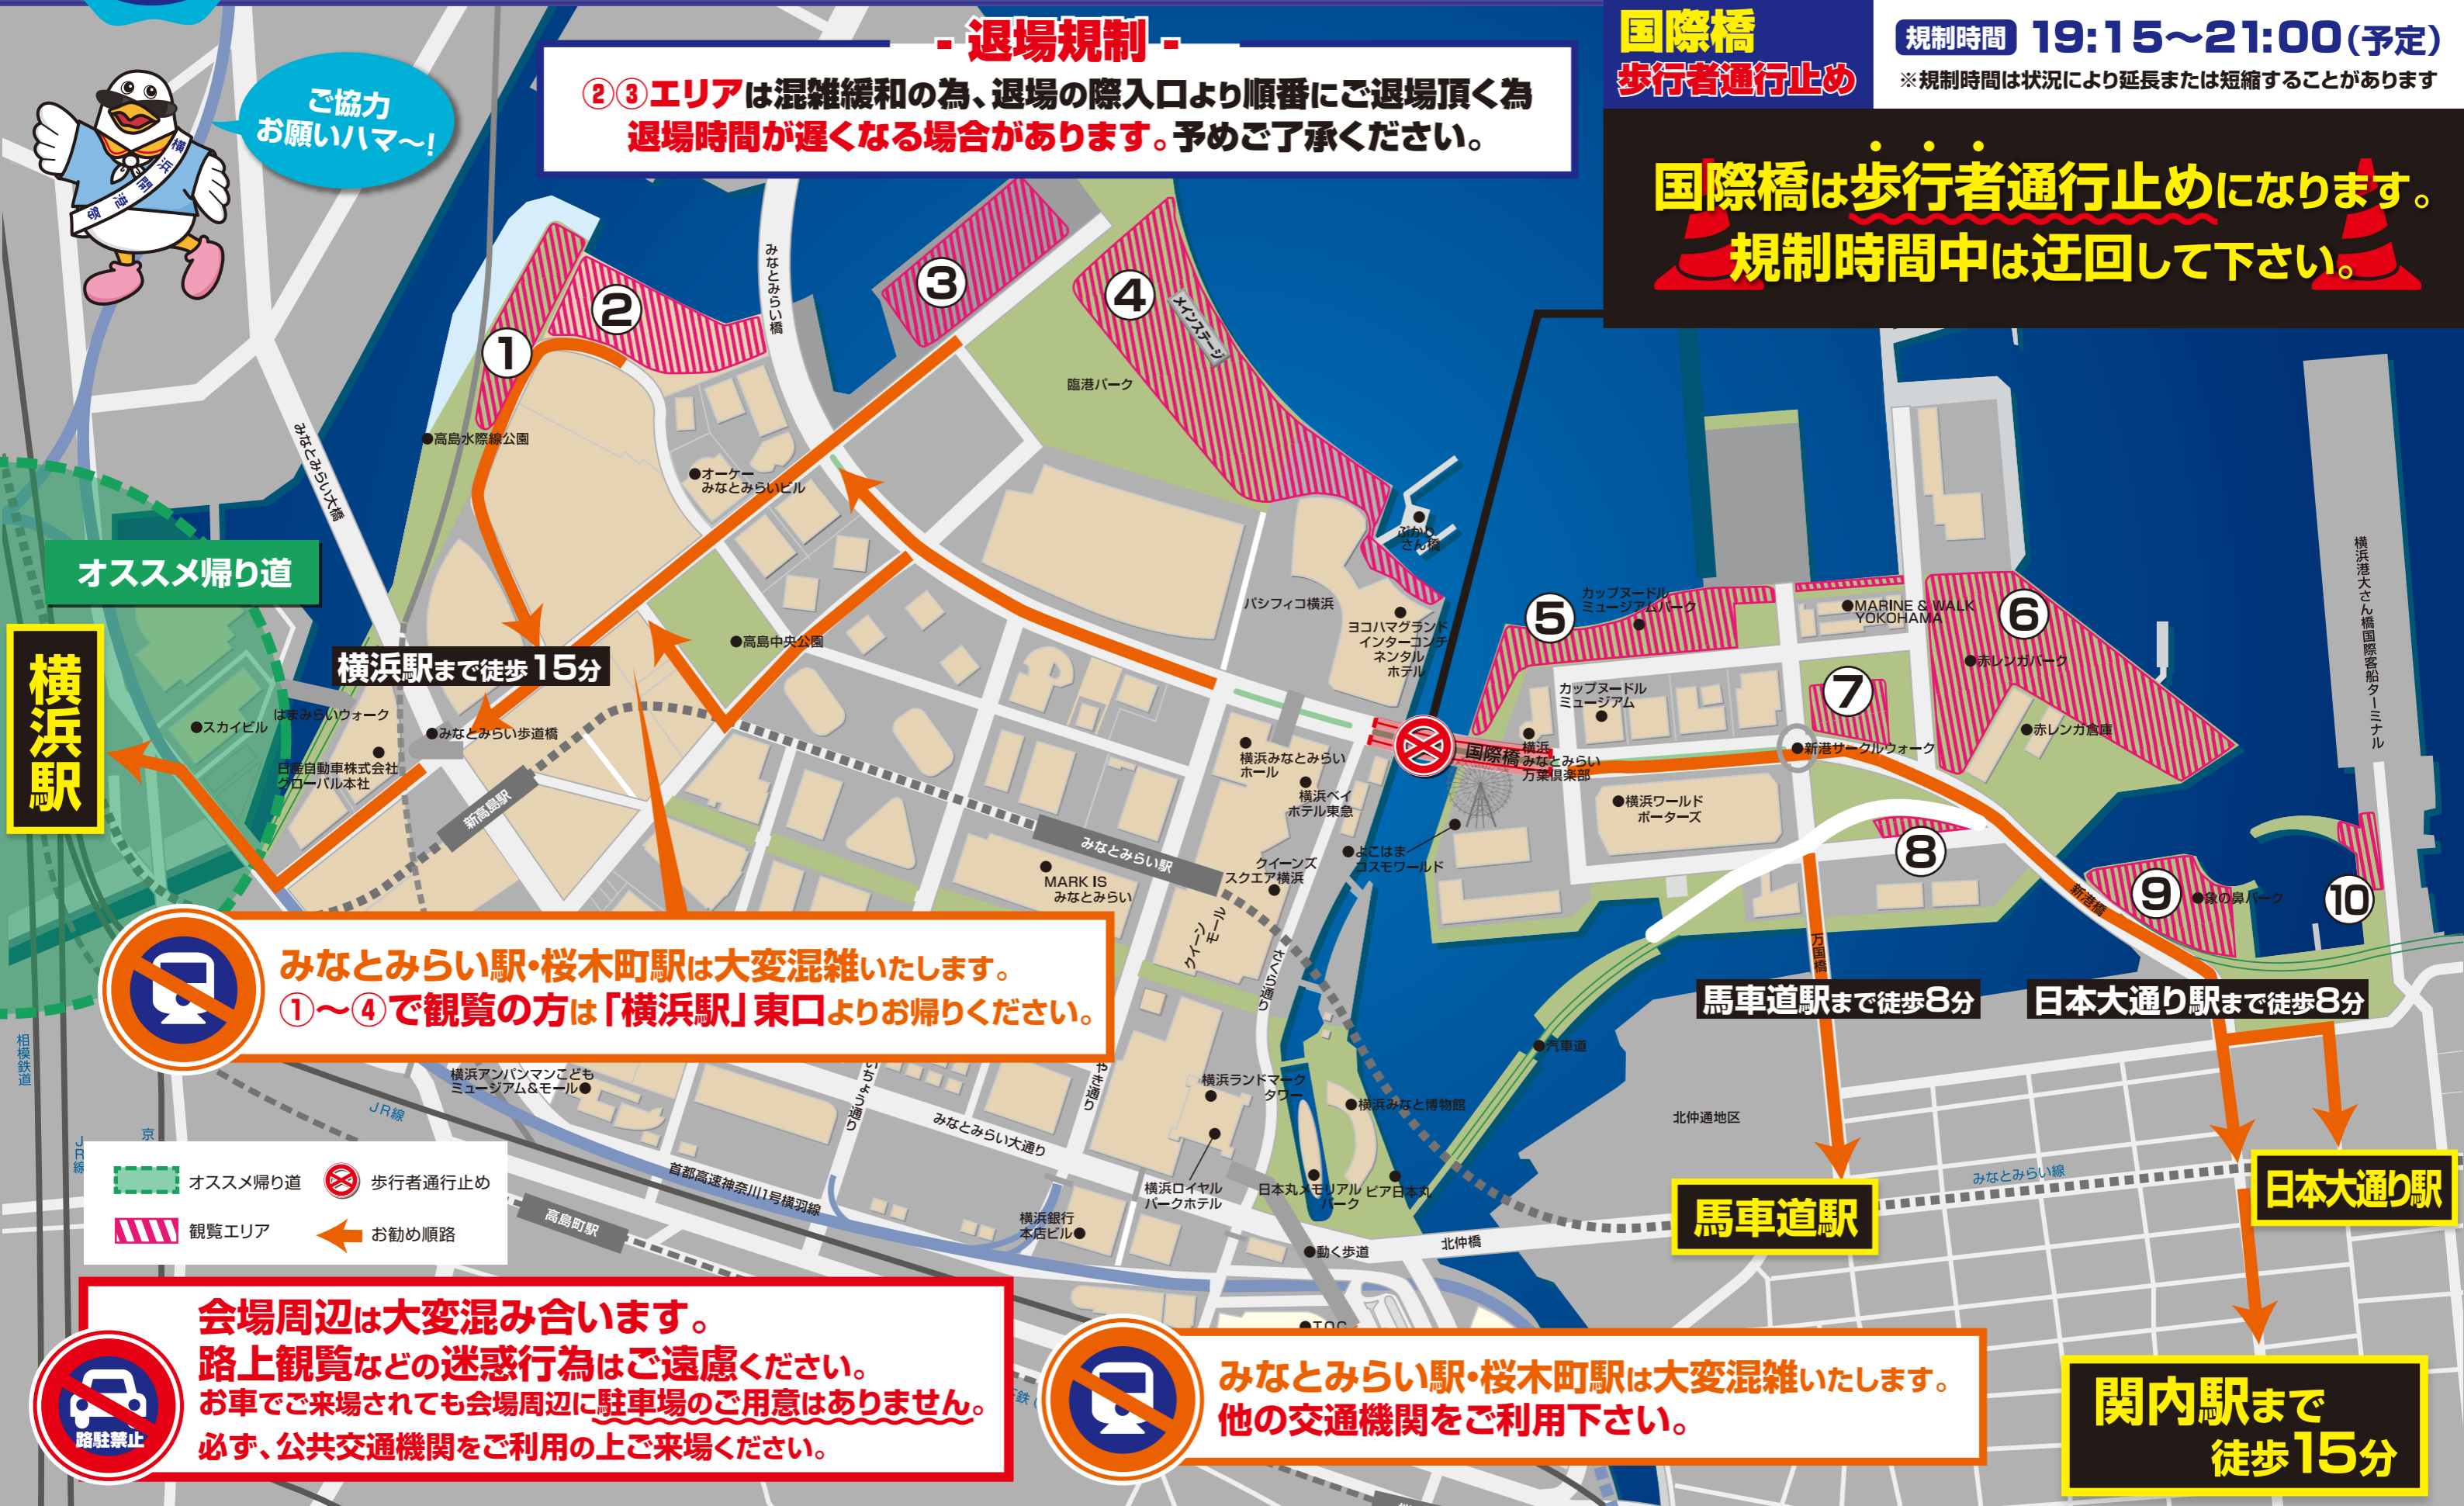 - 退場規制 -
②③エリアは混雑緩和の為、退場の際入口より順番にご退場頂く為
退場時間が遅くなる場合があります。予めご了承ください。
国際橋
歩行者通行止め
規制時間 19:15〜21:00(予定)
※規制時間は状況により延長または短縮することがあります
国際橋は歩行者通行止めになります。
規制時間中は迂回して下さい。
ご協力
お願いハマ〜!
横浜開港祭
みなとみらい橋
①
②
③
④
メインステージ
臨港パーク
●高島水際線公園
みなとみらい大橋
●オーケー
みなとみらいビル
ぷかり
さん橋
オススメ帰り道
横浜駅
横浜駅まで徒歩15分
●高島中央公園
パシフィコ横浜
ヨコハマグランド
インターコンチ
ネンタル
ホテル
⑤
カップヌードル
ミュージアムパーク
●MARINE & WALK
YOKOHAMA
⑥
●赤レンガパーク
横浜港大さん橋国際客船ターミナル
カップヌードル
ミュージアム
⑦
●赤レンガ倉庫
●スカイビル
はまみらいウォーク
●みなとみらい歩道橋
日産自動車株式会社
グローバル本社
新高島駅
横浜みなとみらい
ホール
横浜ベイ
ホテル東急
国際橋
横浜
みなとみらい
万葉倶楽部
●新港サークルウォーク
●横浜ワールド
ポーターズ
みなとみらい駅
●よこはま
コスモワールド
クイーンズ
スクエア横浜
MARK IS
みなとみらい
クイーン
モール
さくら通り
⑧
新港橋
⑨
●象の鼻パーク
⑩
万国橋
みなとみらい駅・桜木町駅は大変混雑いたします。
①〜④で観覧の方は「横浜駅」東口よりお帰りください。
馬車道駅まで徒歩8分
日本大通り駅まで徒歩8分
●汽車道
相模鉄道
JR線
京
JR線
横浜アンパンマンこども
ミュージアム&モール●
いちょう通り
やき通り
みなとみらい大通り
横浜ランドマーク
タワー
●横浜みなと博物館
北仲通地区
オススメ帰り道
歩行者通行止め
観覧エリア
お勧め順路
首都高速神奈川1号横羽線
高島町駅
横浜銀行
本店ビル●
横浜ロイヤル
パークホテル
日本丸メモリアル
パーク
ピア日本丸
●動く歩道
北仲橋
みなとみらい線
馬車道駅
日本大通り駅
●TOC
会場周辺は大変混み合います。
路上観覧などの迷惑行為はご遠慮ください。
お車でご来場されても会場周辺に駐車場のご用意はありません。
必ず、公共交通機関をご利用の上ご来場ください。
路駐禁止
みなとみらい駅・桜木町駅は大変混雑いたします。
他の交通機関をご利用下さい。
関内駅まで
徒歩15分